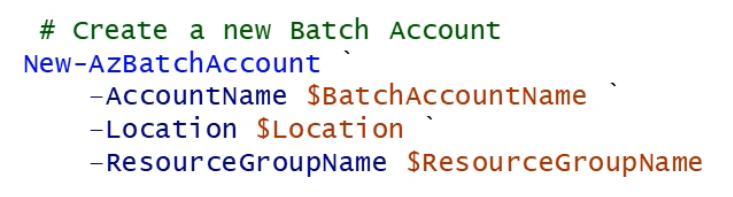 # Create a new Batch Account
New-AzBatchAccount `
-AccountName $BatchAccountName `
-Location $Location `
-ResourceGroupName $ResourceGroupName